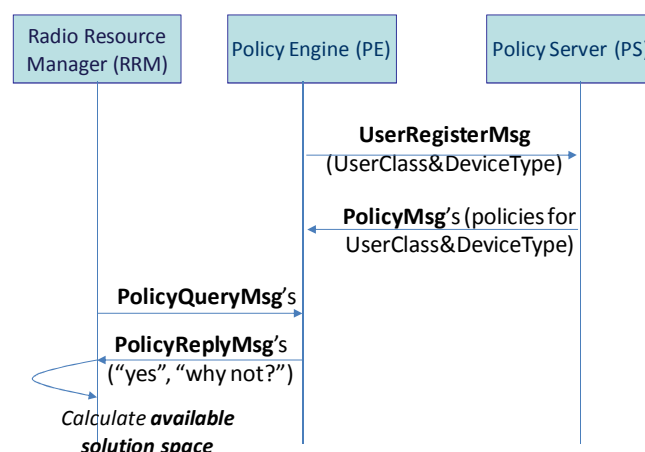 Radio Resource
Manager (RRM)
Policy Engine (PE)
Policy Server (PS)
UserRegisterMsg
(UserClass&DeviceType)
PolicyMsg's (policies for
UserClass&DeviceType)
PolicyQueryMsg's
PolicyReplyMsg's
("yes", "why not?")
Calculate available
solution space